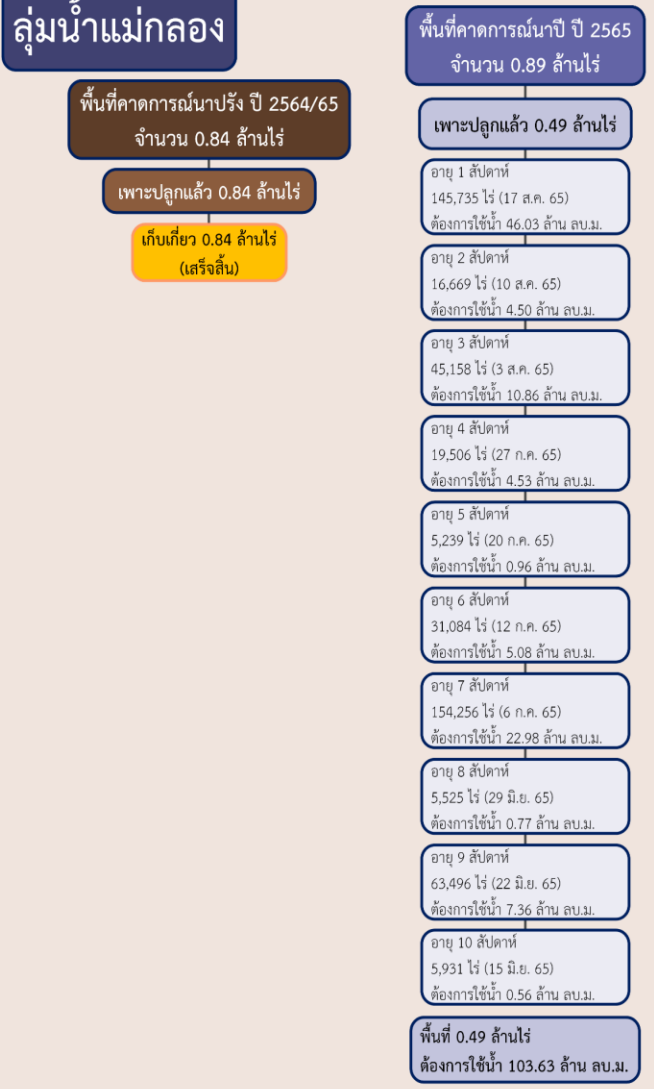 ลุ่มน้ำแม่กลอง
พื้นที่คาดการณ์นาปรัง ปี 2564/65
จำนวน 0.84 ล้านไร่
เพาะปลูกแล้ว 0.84 ล้านไร่
เก็บเกี่ยว 0.84 ล้านไร่
(เสร็จสิ้น)
พื้นที่คาดการณ์นาปี ปี 2565
จำนวน 0.89 ล้านไร่
เพาะปลูกแล้ว 0.49 ล้านไร่
อายุ 1 สัปดาห์
145,735 ไร่ (17 ส.ค. 65)
ต้องการใช้น้ำ 46.03 ล้าน ลบ.ม.
อายุ 2 สัปดาห์
16,669 ไร่ (10 ส.ค. 65)
ต้องการใช้น้ำ 4.50 ล้าน ลบ.ม.
อายุ 3 สัปดาห์
45,158 ไร่ (3 ส.ค. 65)
ต้องการใช้น้ำ 10.86 ล้าน ลบ.ม.
อายุ 4 สัปดาห์
19,506 ไร่ (27 ก.ค. 65)
ต้องการใช้น้ำ 4.53 ล้าน ลบ.ม.
อายุ 5 สัปดาห์
5,239 ไร่ (20 ก.ค. 65)
ต้องการใช้น้ำ 0.96 ล้าน ลบ.ม.
อายุ 6 สัปดาห์
31,084 ไร่ (12 ก.ค. 65)
ต้องการใช้น้ำ 5.08 ล้าน ลบ.ม.
อายุ 7 สัปดาห์
154,256 ไร่ (6 ก.ค. 65)
ต้องการใช้น้ำ 22.98 ล้าน ลบ.ม.
อายุ 8 สัปดาห์
5,525 ไร่ (29 มิ.ย. 65)
ต้องการใช้น้ำ 0.77 ล้าน ลบ.ม.
อายุ 9 สัปดาห์
63,496 ไร่ (22 มิ.ย. 65)
ต้องการใช้น้ำ 7.36 ล้าน ลบ.ม.
อายุ 10 สัปดาห์
5,931 ไร่ (15 มิ.ย. 65)
ต้องการใช้น้ำ 0.56 ล้าน ลบ.ม.
พื้นที่ 0.49 ล้านไร่
ต้องการใช้น้ำ 103.63 ล้าน ลบ.ม.